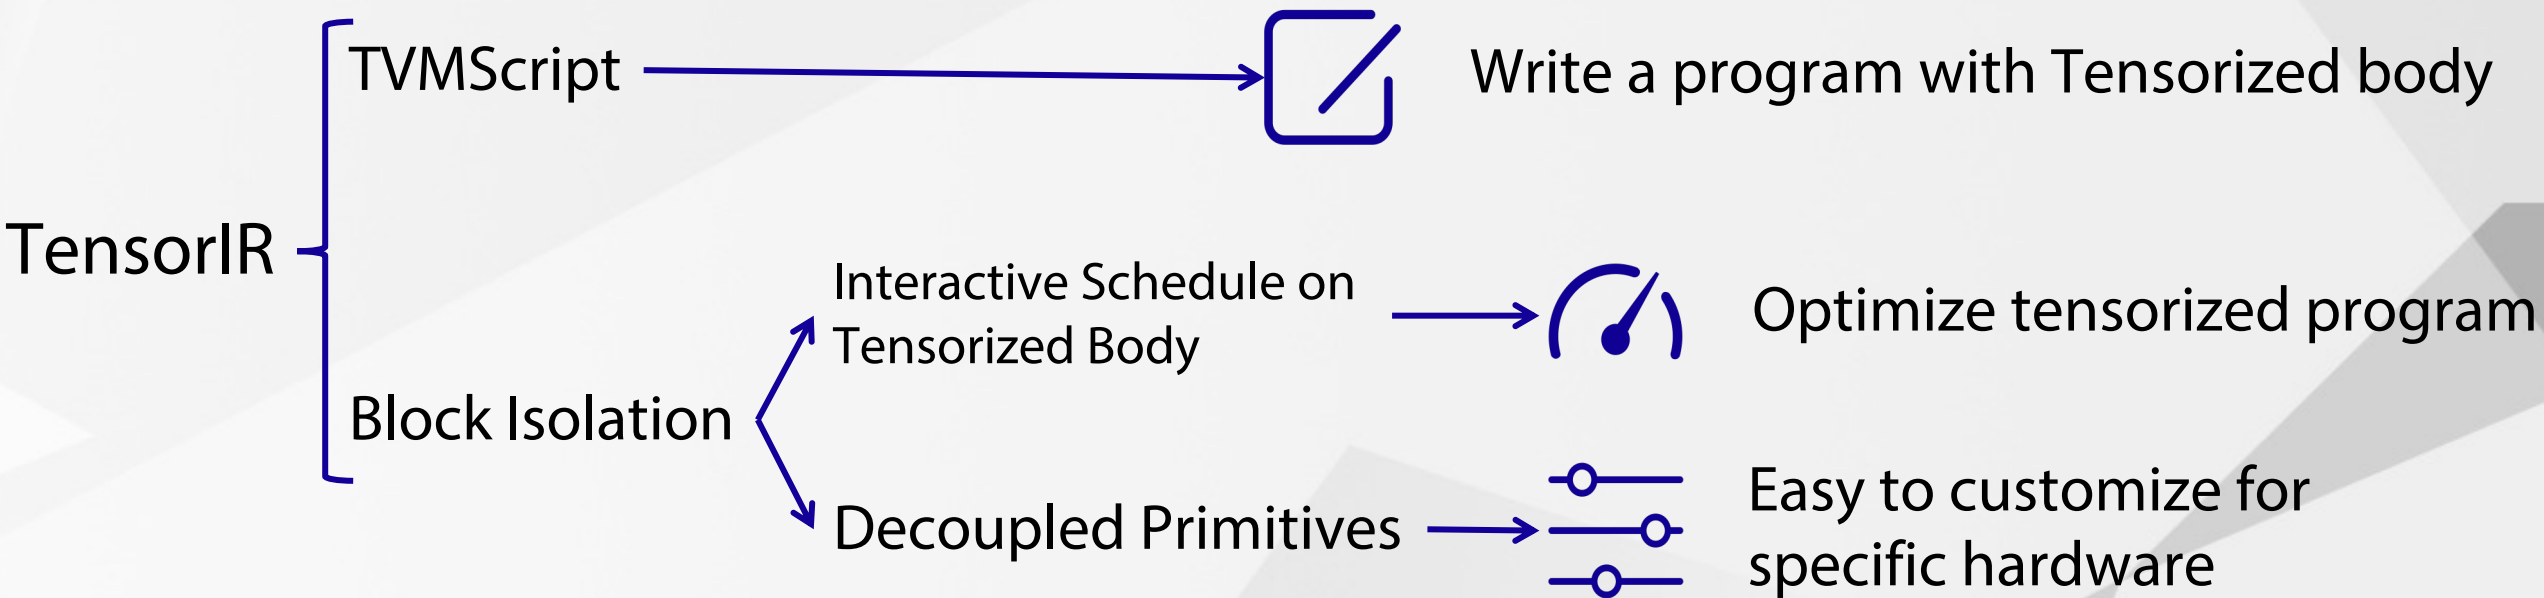 TensorIR
TVMScript
Write a program with Tensorized body
Block Isolation
Interactive Schedule on
Tensorized Body
Optimize tensorized program
Decoupled Primitives
Easy to customize for
specific hardware